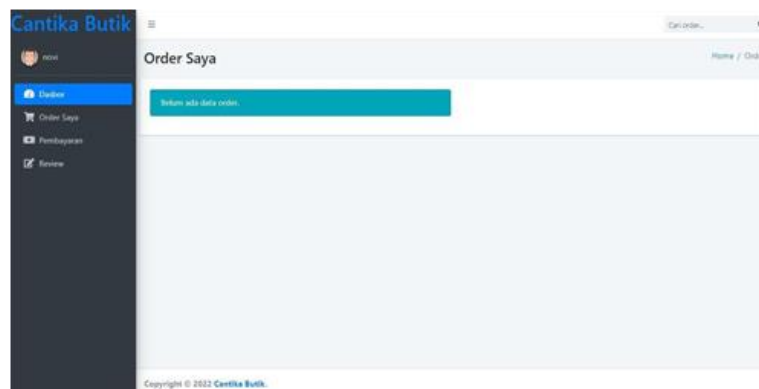 Cantika Butik
Cari order...
novi
Order Saya
Home / Ord
Dasbor
Belum ada data order.
Order Saya
Pembayaran
Review
Copyright © 2022 Cantika Butik.